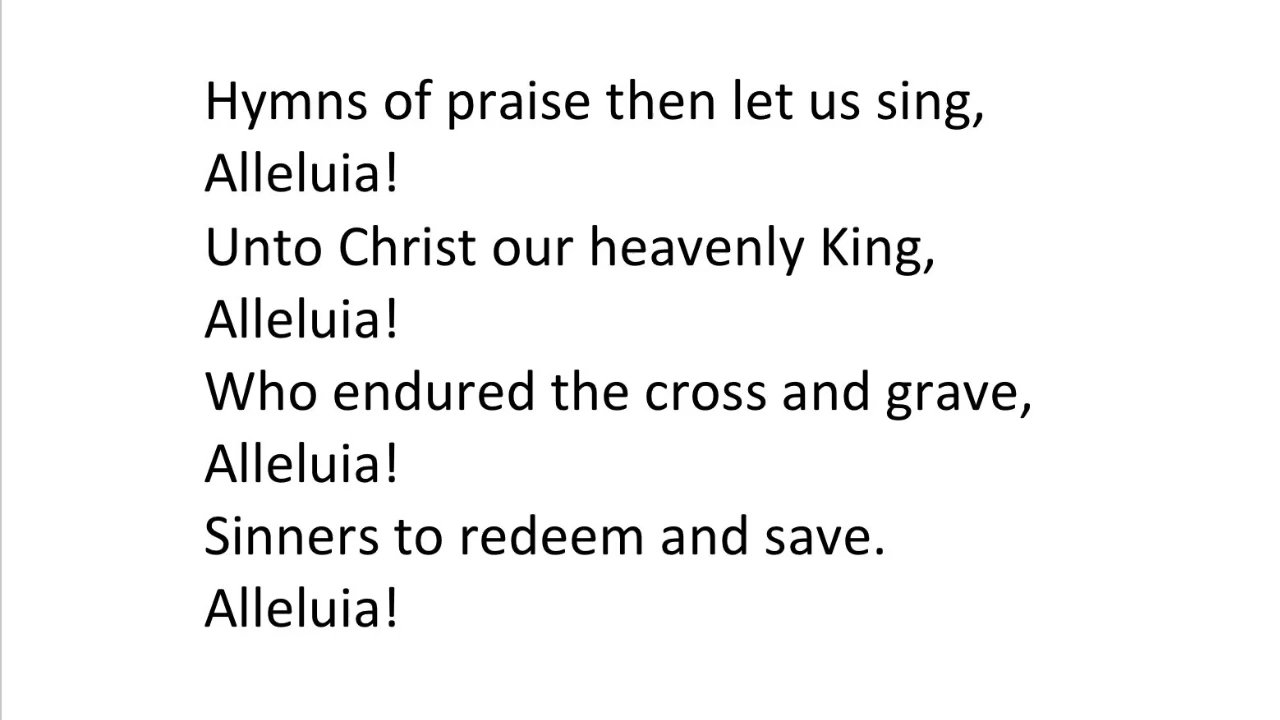 Hymns of praise then let us sing,
Alleluia!
Unto Christ our heavenly King,
Alleluia!
Who endured the cross and grave,
Alleluia!
Sinners to redeem and save.
Alleluia!